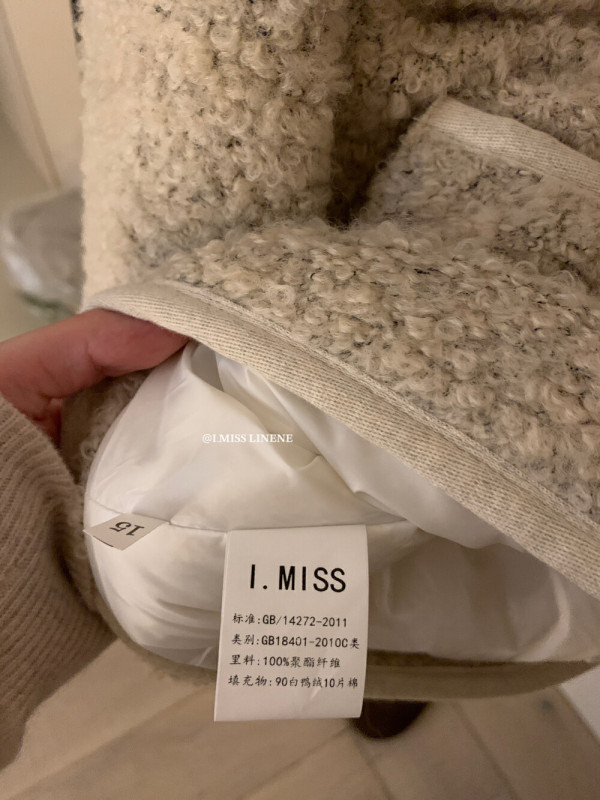 @I.MISS LINENE
15
I.MISS
标准:GB/14272-2011
类别:GB18401-2010C类
里料:100%聚酯纤维
填充物:90白鸭绒10片棉